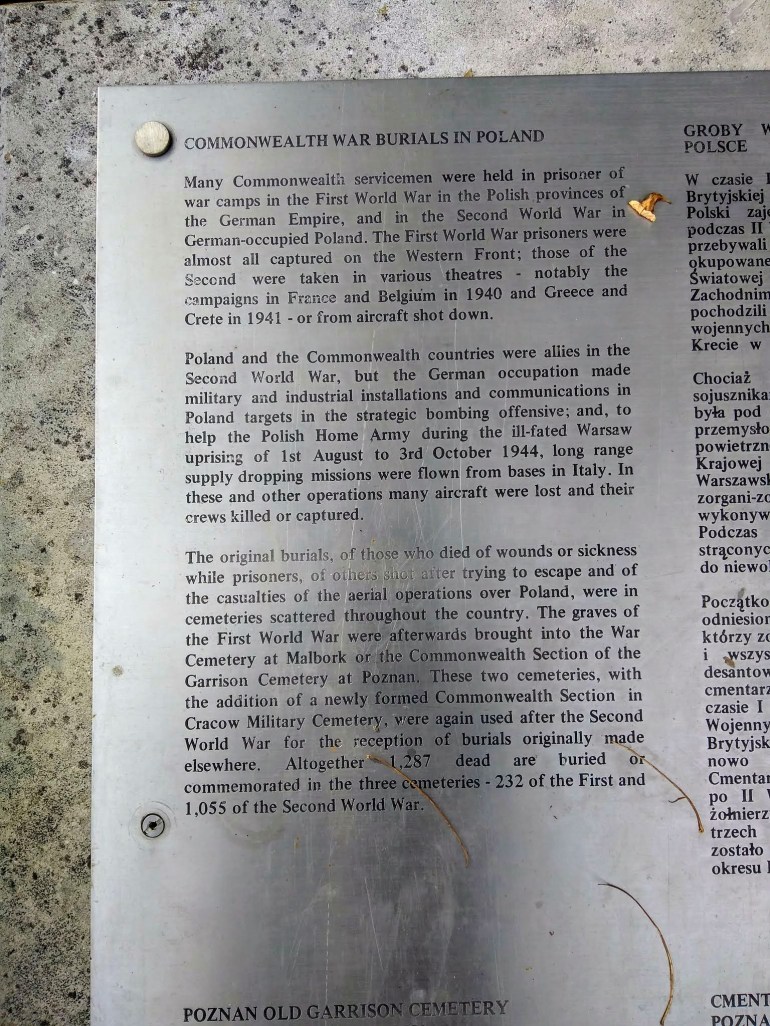 COMMONWEALTH WAR BURIALS IN POLAND
Many Commonwealth servicemen were held in prisoner of
war camps in the First World War in the Polish provinces of
the German Empire, and in the Second World War in
German-occupied Poland. The First World War prisoners were
almost all captured on the Western Front; those of the
Second were taken in various theatres - notably the
campaigns in France and Belgium in 1940 and Greece and
Crete in 1941 - or from aircraft shot down.
Poland and the Commonwealth countries were allies in the
Second World War, but the German occupation made
military and industrial installations and communications in
Poland targets in the strategic bombing offensive; and, to
help the Polish Home Army during the ill-fated Warsaw
uprising of 1st August to 3rd October 1944, long range
supply dropping missions were flown from bases in Italy. In
these and other operations many aircraft were lost and their
crews killed or captured.
The original burials, of those who died of wounds or sickness
while prisoners, of others shot after trying to escape and of
the casualties of the aerial operations over Poland, were in
cemeteries scattered throughout the country. The graves of
the First World War were afterwards brought into the War
Cemetery at Malbork or the Commonwealth Section of the
Garrison Cemetery at Poznan. These two cemeteries, with
the addition of a newly formed Commonwealth Section in
Cracow Military Cemetery, were again used after the Second
World War for the reception of burials originally made
elsewhere. Altogether 1,287 dead are buried or
commemorated in the three cemeteries - 232 of the First and
1,055 of the Second World War.
POZNAN OLD GARRISON CEMETERY
GROBY W
POLSCE
W czasie I
Brytyjskiej
Polski zaj
podczas II
przebywali
okupowane
Światowej
Zachodnim
pochodzili
wojennych
Krecie w
Chociaż
sojusznika
była pod
przemysło
powietrzn
Krajowej
Warszawsk
zorgani-zo
wykonyw
Podczas
strąconyc
do niewol
Początko
odniesion
którzy zo
i wszys
desantow
cmentarz
czasie I
Wojenny
Brytyjsk
nowo
Cmentar
po II W
żołnierz
trzech
zostało
okresu I
CMENT
POZNA